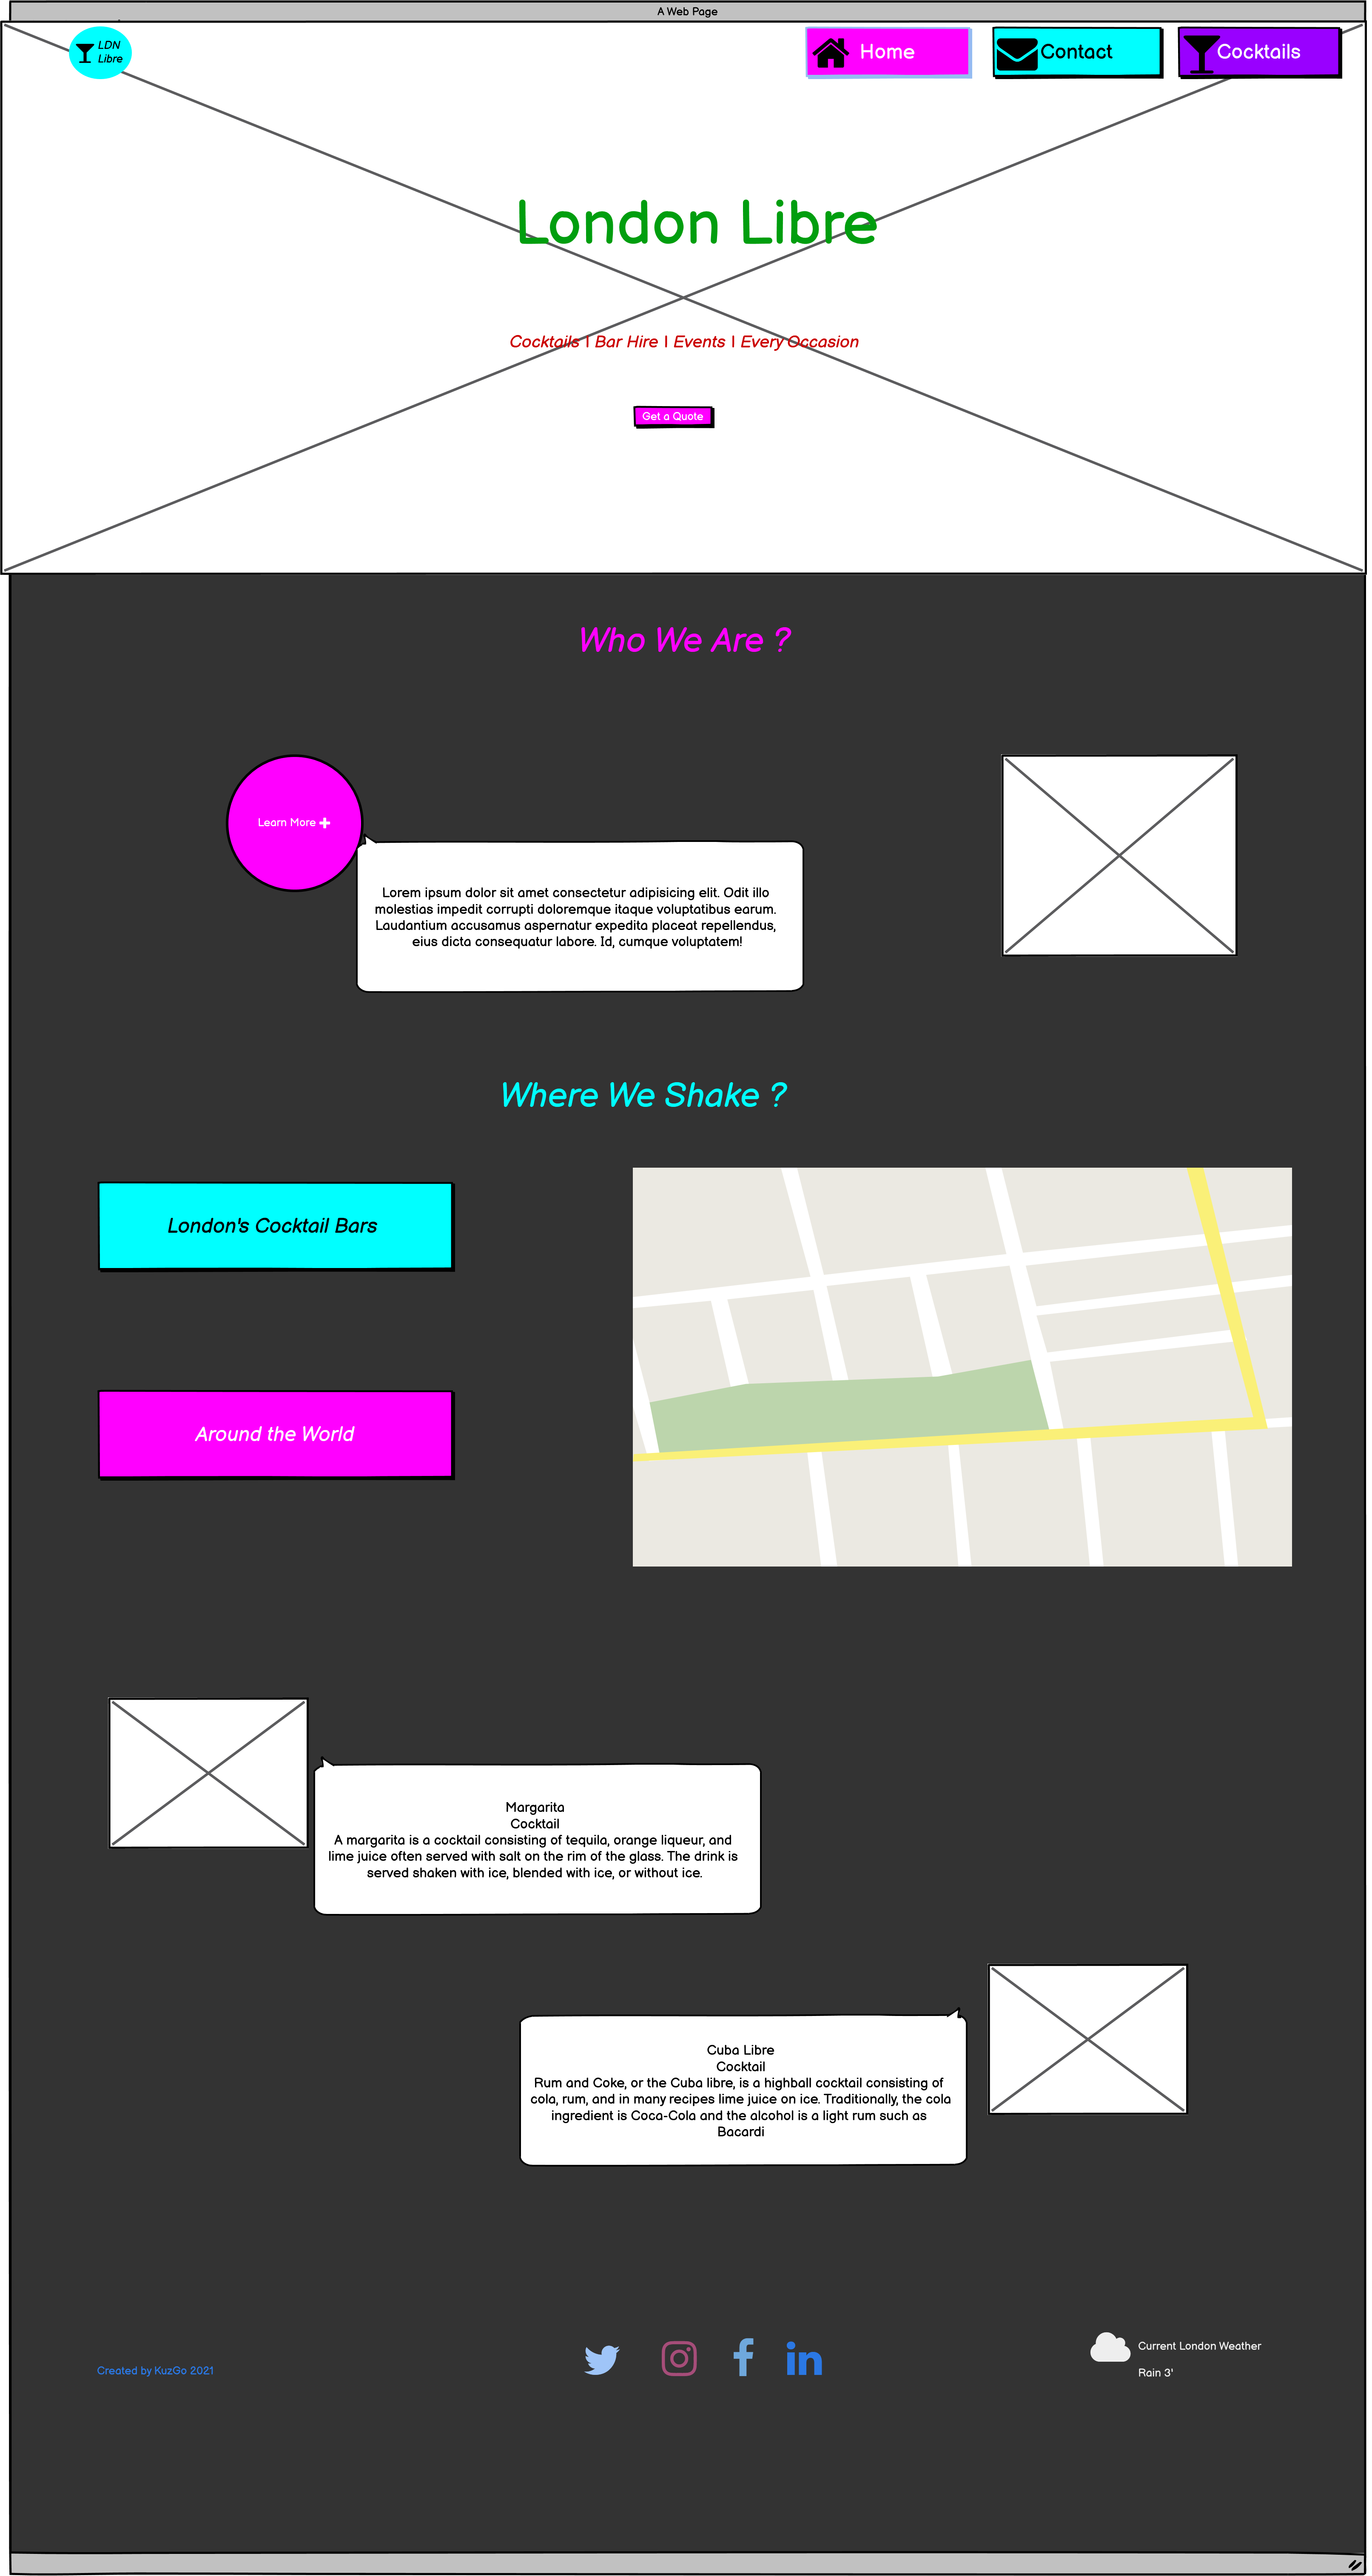 A Web Page
LDN
Libre
Home
Contact
Cocktails
London Libre
Cocktails | Bar Hire | Events | Every Occasion
Get a Quote
Who We Are ?
Learn More
Lorem ipsum dolor sit amet consectetur adipisicing elit. Odit illo
molestias impedit corrupti doloremque itaque voluptatibus earum.
Laudantium accusamus aspernatur expedita placeat repellendus,
eius dicta consequatur labore. Id, cumque voluptatem!
Where We Shake ?
London's Cocktail Bars
Around the World
Margarita
Cocktail
A margarita is a cocktail consisting of tequila, orange liqueur, and
lime juice often served with salt on the rim of the glass. The drink is
served shaken with ice, blended with ice, or without ice.
Cuba Libre
Cocktail
Rum and Coke, or the Cuba libre, is a highball cocktail consisting of
cola, rum, and in many recipes lime juice on ice. Traditionally, the cola
ingredient is Coca-Cola and the alcohol is a light rum such as
Bacardi
Current London Weather
Created by KuzGo 2021
Rain 3'